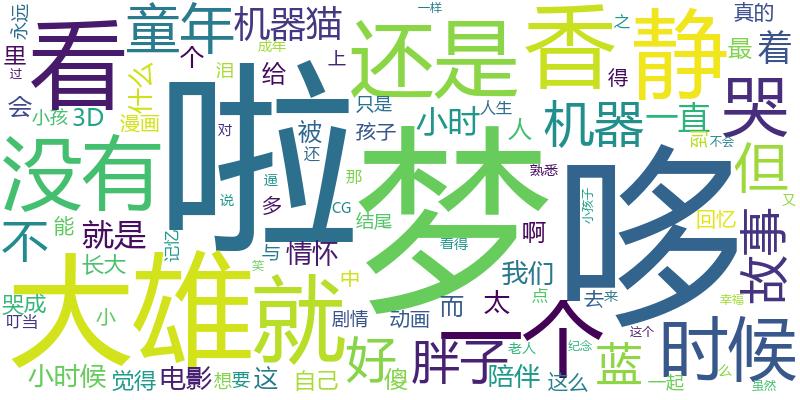 永远
看
童年
机器猫
一样
还是
香
静
之
真的
成年
里
个
泪
给
上
最
着
过
什么
得
会
小孩
3D
漫画
啦
只是
小时
人生
人
机器
一直
哭
对
被
还
孩子
梦
哆
不会
没有
熟悉
但
逼
那
能
说
多
CG
结尾
小孩子
回忆
又
不
就是
记忆
与
情怀
看得
啊
故事
长大
大雄
就
中
我们
笑
点
去
来
哭成
小
而
太
一个
幸福
叮当
剧情
动画
时候
这个
好
胖子
老人
纪念
小时候
觉得
电影
想
要
这
自己
傻
陪伴
这么
蓝
一起
么
虽然